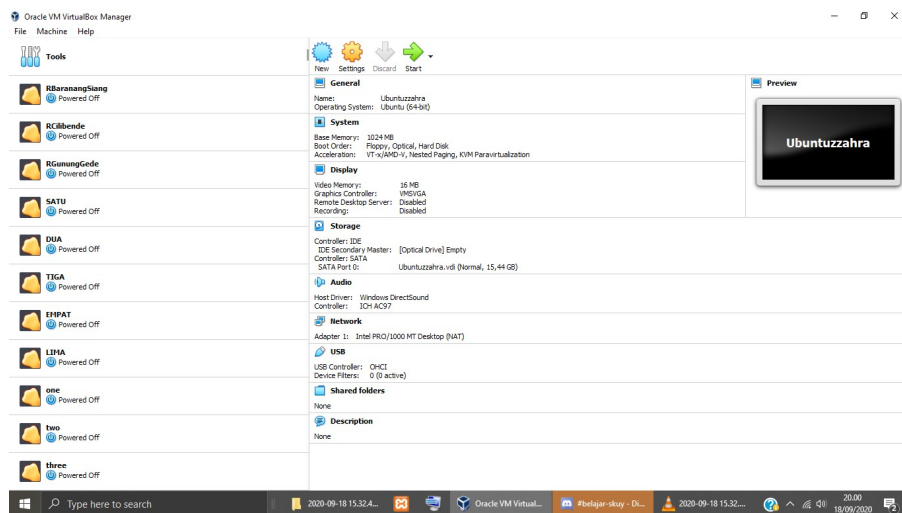 Oracle VM VirtualBox Manager
File Machine Help
Tools
RBaranangSiang
Powered Off
RCilibende
Powered Off
RGunungGede
Powered Off
SATU
Powered Off
DUA
Powered Off
TIGA
Powered Off
EMPAT
Powered Off
LIMA
Powered Off
one
Powered Off
two
Powered Off
three
Powered Off
New Settings Discard Start
General
Name: Ubuntuzzahra
Operating System: Ubuntu (64-bit)
System
Base Memory: 1024 MB
Boot Order: Floppy, Optical, Hard Disk
Acceleration: VT-x/AMD-V, Nested Paging, KVM Paravirtualization
Display
Video Memory: 16 MB
Graphics Controller: VMSVGA
Remote Desktop Server: Disabled
Recording: Disabled
Storage
Controller: IDE
IDE Secondary Master: [Optical Drive] Empty
Controller: SATA
SATA Port 0: Ubuntuzzahra.vdi (Normal, 15,44 GB)
Audio
Host Driver: Windows DirectSound
Controller: ICH AC97
Network
Adapter 1: Intel PRO/1000 MT Desktop (NAT)
USB
USB Controller: OHCI
Device Filters: 0 (0 active)
Shared folders
None
Description
None
Preview
Ubuntuzzahra
Type here to search
2020-09-18 15.32.4...
Oracle VM Virtual...
#belajar-skuy - Di...
2020-09-18 15.32....
20.00
18/09/2020
2